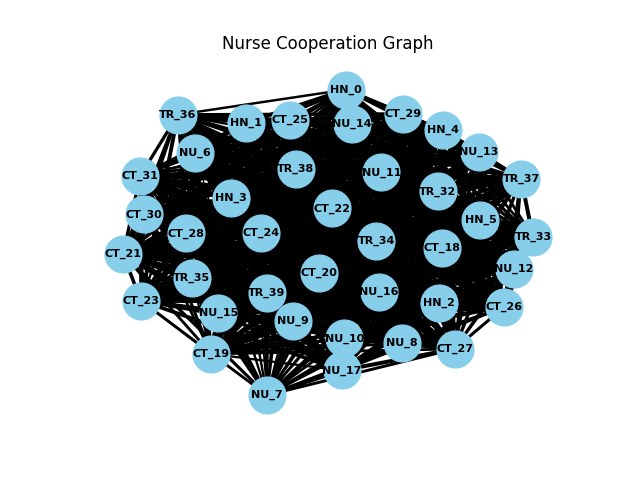 Nurse Cooperation Graph
HN_0
TR_36
HN_1
CT_25
NU_14
CT_29
HN_4
NU_6
NU_13
CT_31
TR_38
NU_11
TR_37
HN_3
TR_32
CT_30
CT_22
HN_5
CT_28
CT_24
TR_34
TR_33
CT_21
CT_18
NU_12
TR_35
CT_20
CT_23
TR_39
NU_16
HN_2
CT_26
NU_15
NU_9
NU_10
NU_8
CT_19
CT_27
NU_17
NU_7